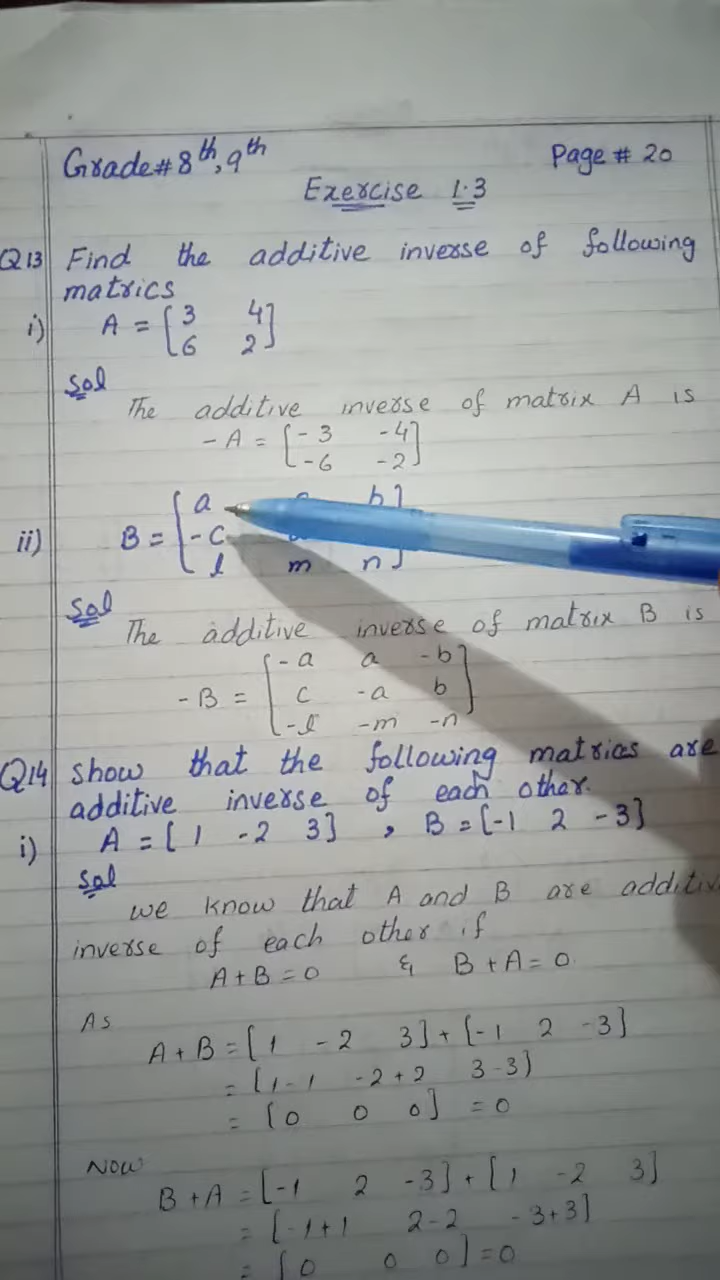 Grade# 8th, 9th Page # 20
Exercise 1.3
Q13 Find the additive inverse of following
matrics
i) A = [3 4
6 2]
Sol
The additive inverse of matrix A is
-A = [-3 -4
-6 -2]
ii) B = [a b
-c
l m n]
Sol
The additive inverse of matrix B is
-B = [-a a -b
c -a b
-l -m -n]
Q14 Show that the following matrias are
additive inverse of each other.
i) A = [1 -2 3] , B = [-1 2 -3]
Sol
we know that A and B are additiv
inverse of each other if
A+B=0 & B+A=0
As
A+B = [1 -2 3] + [-1 2 -3]
= [1-1 -2+2 3-3]
= [0 0 0] = 0
Now
B+A = [-1 2 -3] + [1 -2 3]
= [-1+1 2-2 -3+3]
= [0 0 0] = 0